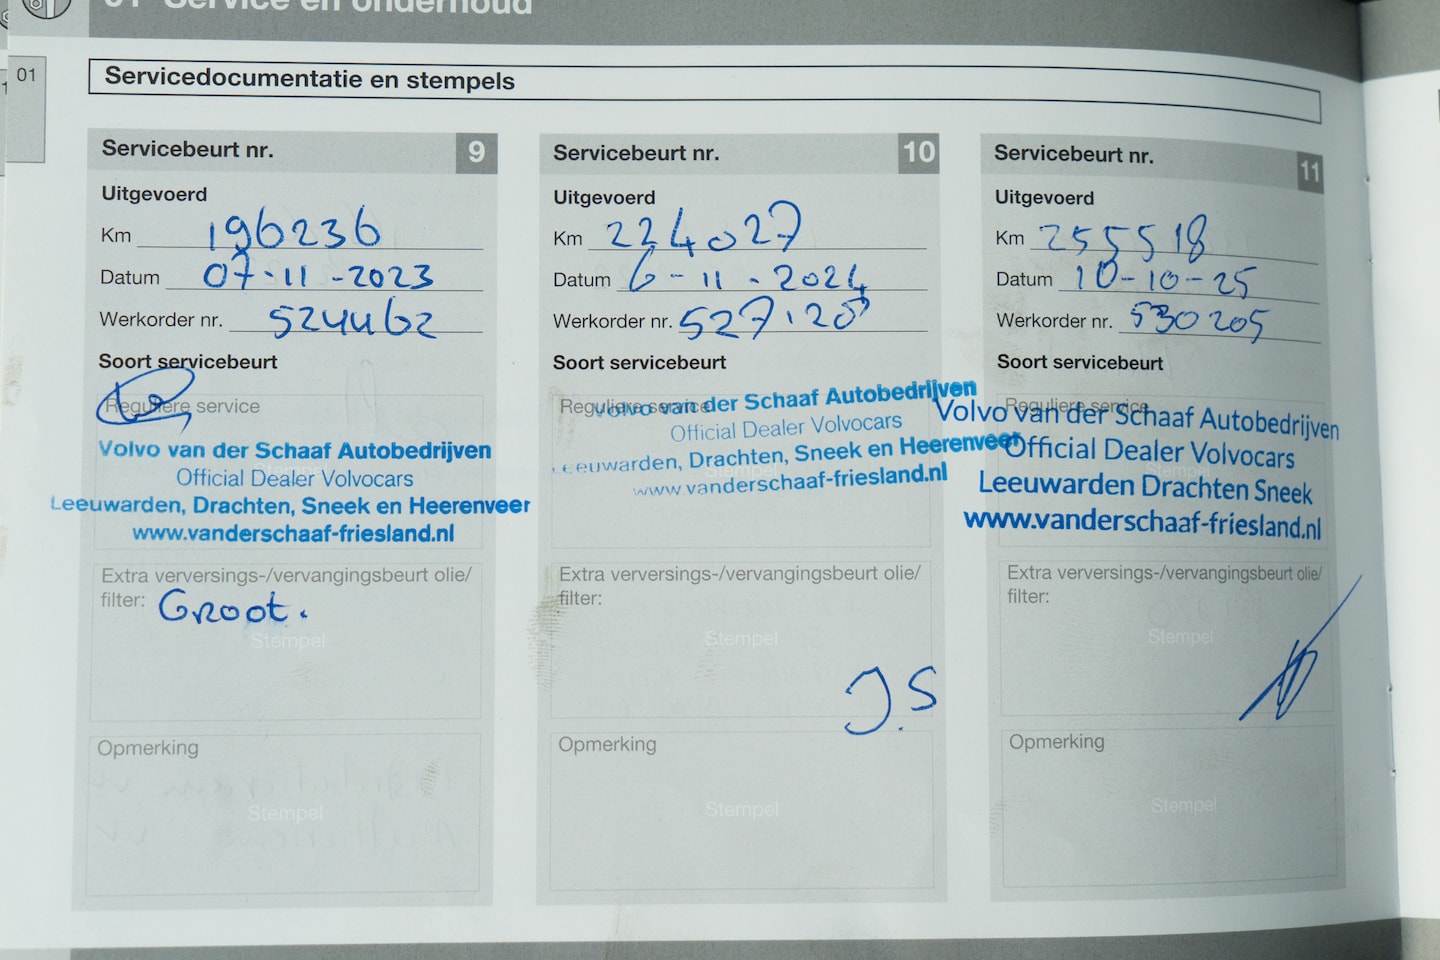 01 Service en onderhoud
01
Servicedocumentatie en stempels
Servicebeurt nr. 9
Uitgevoerd
Km 196236
Datum 07-11-2023
Werkorder nr. 524462
Soort servicebeurt
Reguliere service
Volvo van der Schaaf Autobedrijven
Official Dealer Volvocars
Leeuwarden, Drachten, Sneek en Heerenveer
www.vanderschaaf-friesland.nl
Extra verversings-/vervangingsbeurt olie/
filter: Groot.
Stempel
Opmerking
Stempel
Servicebeurt nr. 10
Uitgevoerd
Km 224027
Datum 6-11-2024
Werkorder nr.
Soort servicebeurt
Reguliere service
Volvo van der Schaaf Autobedrijven
Official Dealer Volvocars
Leeuwarden, Drachten, Sneek en Heerenveer
www.vanderschaaf-friesland.nl
Extra verversings-/vervangingsbeurt olie/
filter:
Stempel
J.S
Opmerking
Stempel
Servicebeurt nr. 11
Uitgevoerd
Km 255518
Datum 10-10-25
Werkorder nr. 530205
Soort servicebeurt
Reguliere service
Volvo van der Schaaf Autobedrijven
Official Dealer Volvocars
Leeuwarden Drachten Sneek
www.vanderschaaf-friesland.nl
Extra verversings-/vervangingsbeurt olie/
filter:
Stempel
Opmerking
Stempel